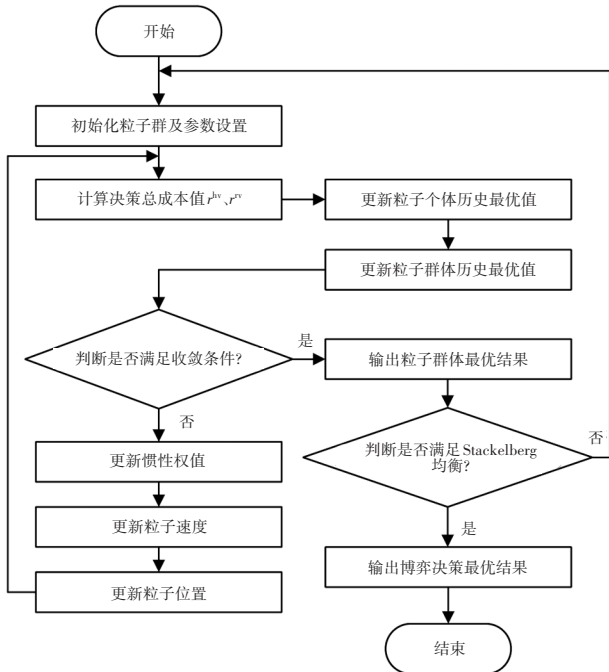 开始
初始化粒子群及参数设置
计算决策总成本值 r^hv、r^rv
更新粒子个体历史最优值
更新粒子群体历史最优值
判断是否满足收敛条件?
是
输出粒子群体最优结果
否
更新惯性权值
判断是否满足Stackelberg
均衡?
否
更新粒子速度
是
更新粒子位置
输出博弈决策最优结果
结束